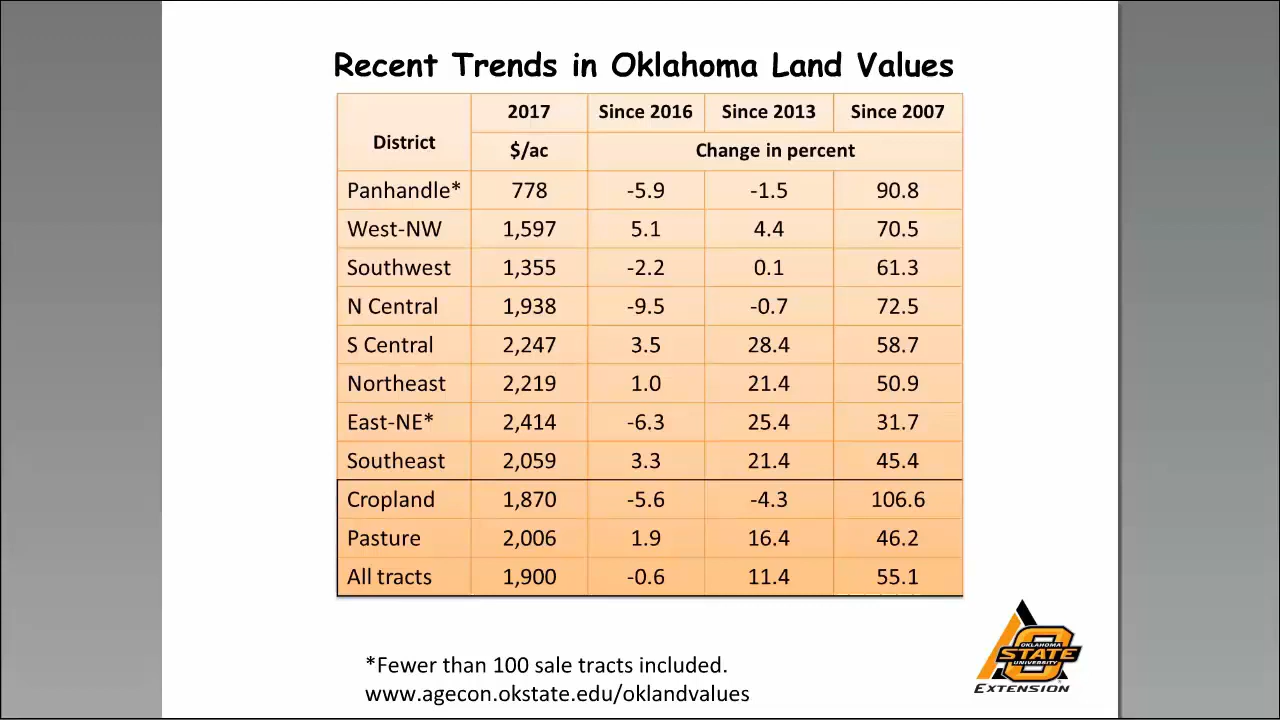 Recent Trends in Oklahoma Land Values
District 2017 Since 2016 Since 2013 Since 2007
$/ac Change in percent
Panhandle* 778 -5.9 -1.5 90.8
West-NW 1,597 5.1 4.4 70.5
Southwest 1,355 -2.2 0.1 61.3
N Central 1,938 -9.5 -0.7 72.5
S Central 2,247 3.5 28.4 58.7
Northeast 2,219 1.0 21.4 50.9
East-NE* 2,414 -6.3 25.4 31.7
Southeast 2,059 3.3 21.4 45.4
Cropland 1,870 -5.6 -4.3 106.6
Pasture 2,006 1.9 16.4 46.2
All tracts 1,900 -0.6 11.4 55.1
*Fewer than 100 sale tracts included.
www.agecon.okstate.edu/oklandvalues
OKLAHOMA
STATE
UNIVERSITY
EXTENSION